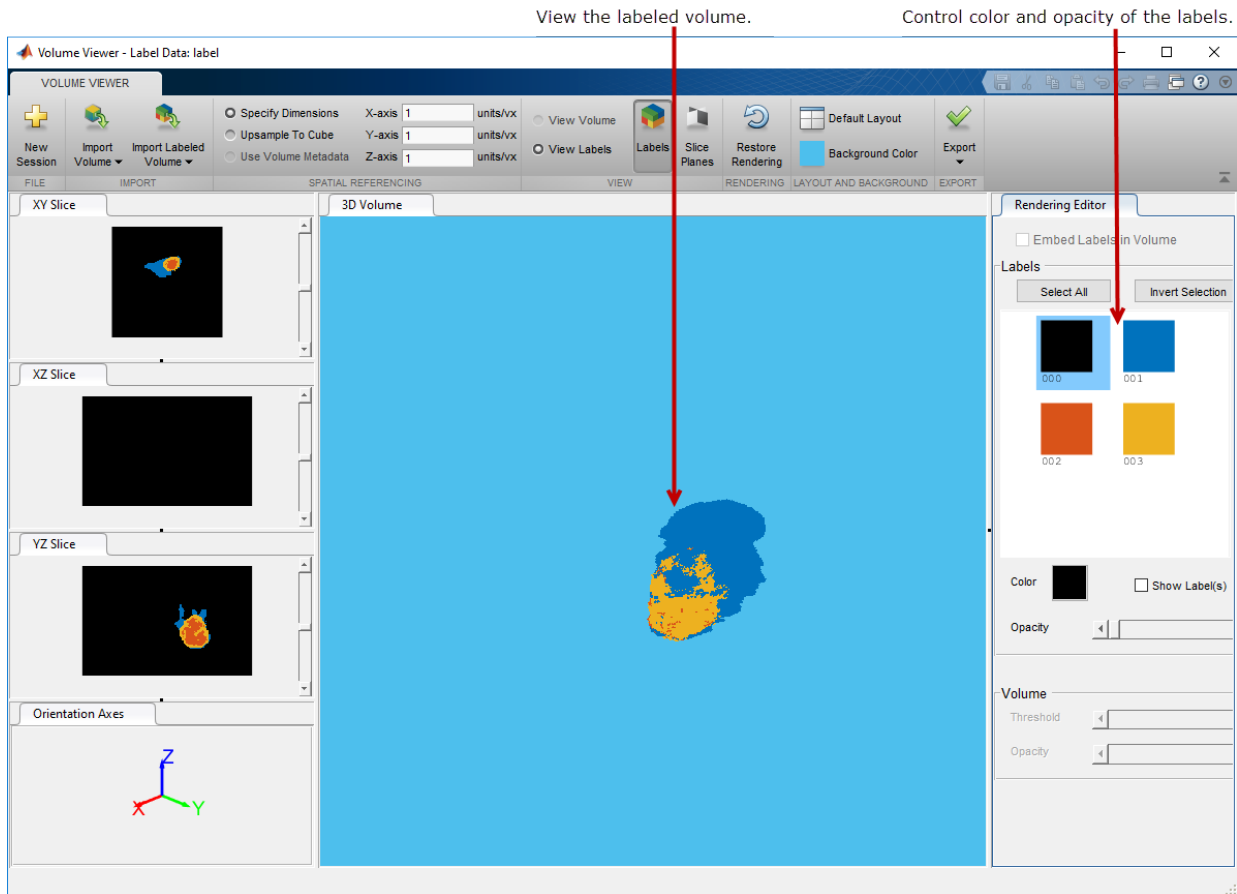 View the labeled volume.
Control color and opacity of the labels.
Volume Viewer - Label Data: label
VOLUME VIEWER
New
Session
Import
Volume
Import Labeled
Volume
Specify Dimensions
Upsample To Cube
Use Volume Metadata
X-axis 1 units/vx
Y-axis 1 units/vx
Z-axis 1 units/vx
View Volume
View Labels
Labels
Slice
Planes
Restore
Rendering
Default Layout
Background Color
Export
FILE
IMPORT
SPATIAL REFERENCING
VIEW
RENDERING
LAYOUT AND BACKGROUND
EXPORT
XY Slice
3D Volume
Rendering Editor
Embed Labels in Volume
Labels
Select All
Invert Selection
000
001
002
003
XZ Slice
YZ Slice
Color
Show Label(s)
Opacity
Volume
Threshold
Opacity
Orientation Axes
Z
X
Y